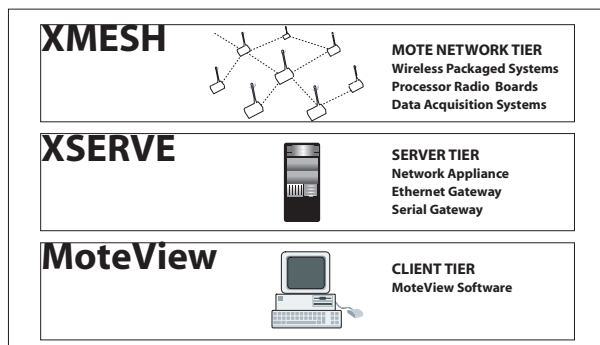 XMESH
MOTE NETWORK TIER
Wireless Packaged Systems
Processor Radio Boards
Data Acquisition Systems
XSERVE
SERVER TIER
Network Appliance
Ethernet Gateway
Serial Gateway
MoteView
CLIENT TIER
MoteView Software